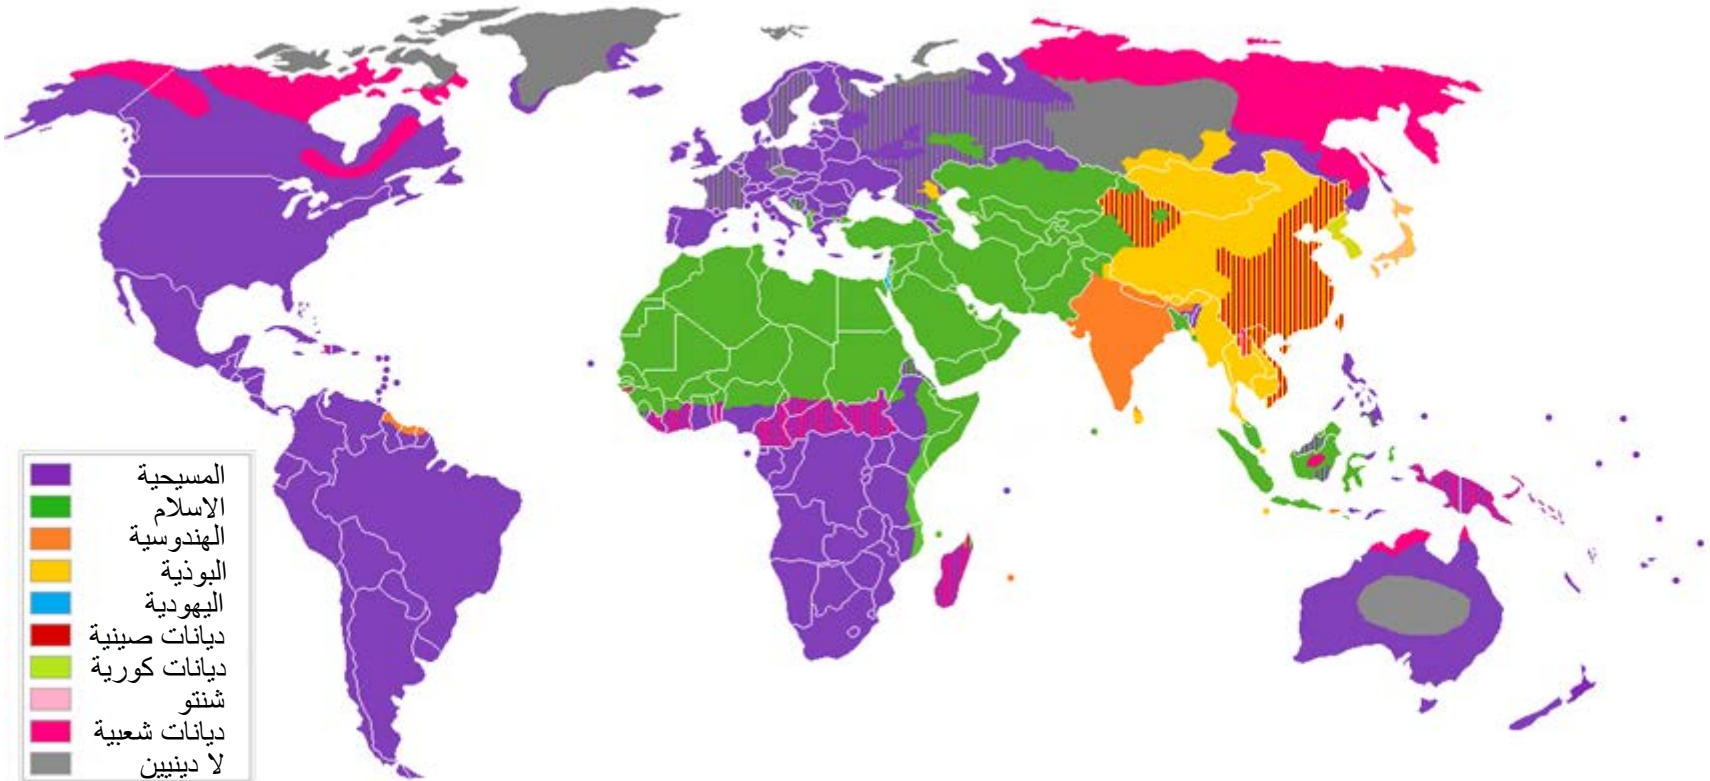 المسيحية
الاسلام
الهندوسية
البوذية
اليهودية
ديانات صينية
ديانات كورية
شنتو
ديانات شعبية
لا دينيين